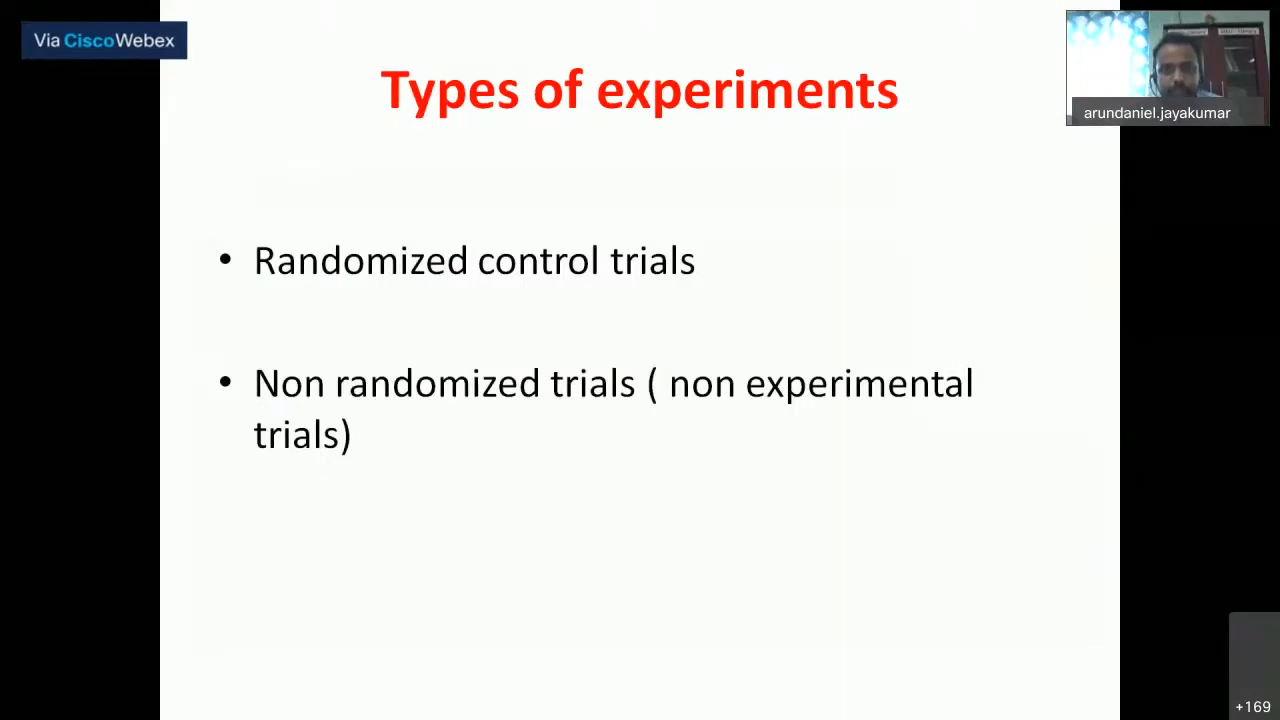 Via CiscoWebex
Types of experiments
arundaniel.jayakumar
• Randomized control trials
• Non randomized trials ( non experimental
trials)
+169